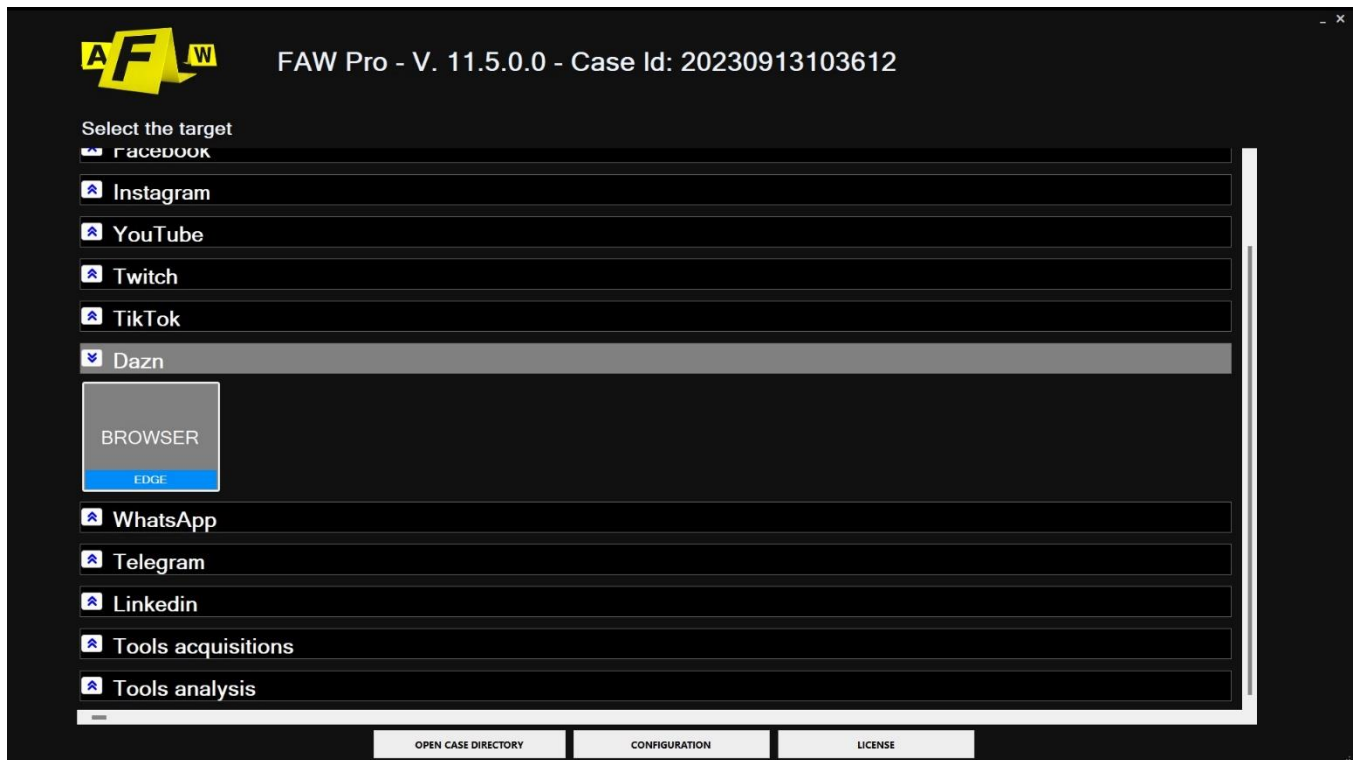 A F W
FAW Pro - V. 11.5.0.0 - Case Id: 20230913103612
Select the target
Facebook
Instagram
YouTube
Twitch
TikTok
Dazn
BROWSER
EDGE
WhatsApp
Telegram
Linkedin
Tools acquisitions
Tools analysis
OPEN CASE DIRECTORY CONFIGURATION LICENSE